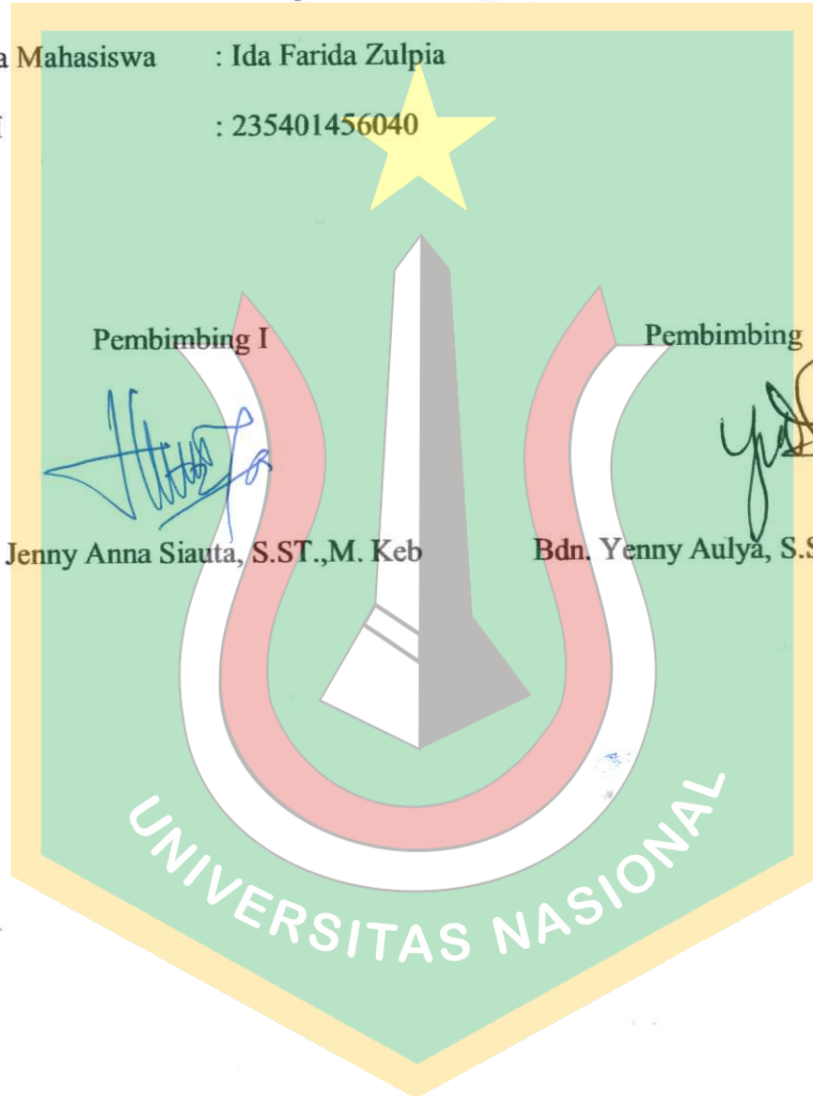 a Mahasiswa : Ida Farida Zulpia
: 235401456040
Pembimbing I Pembimbing
Jenny Anna Siauta, S.ST.,M. Keb Bdn. Yenny Aulya, S.S
UNIVERSITAS NASIONAL